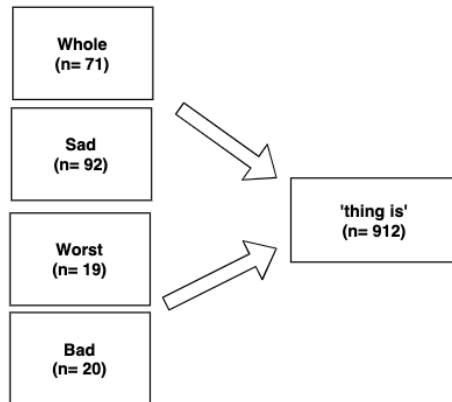 Whole
(n= 71)
Sad
(n= 92)
Worst
(n= 19)
Bad
(n= 20)
'thing is'
(n= 912)